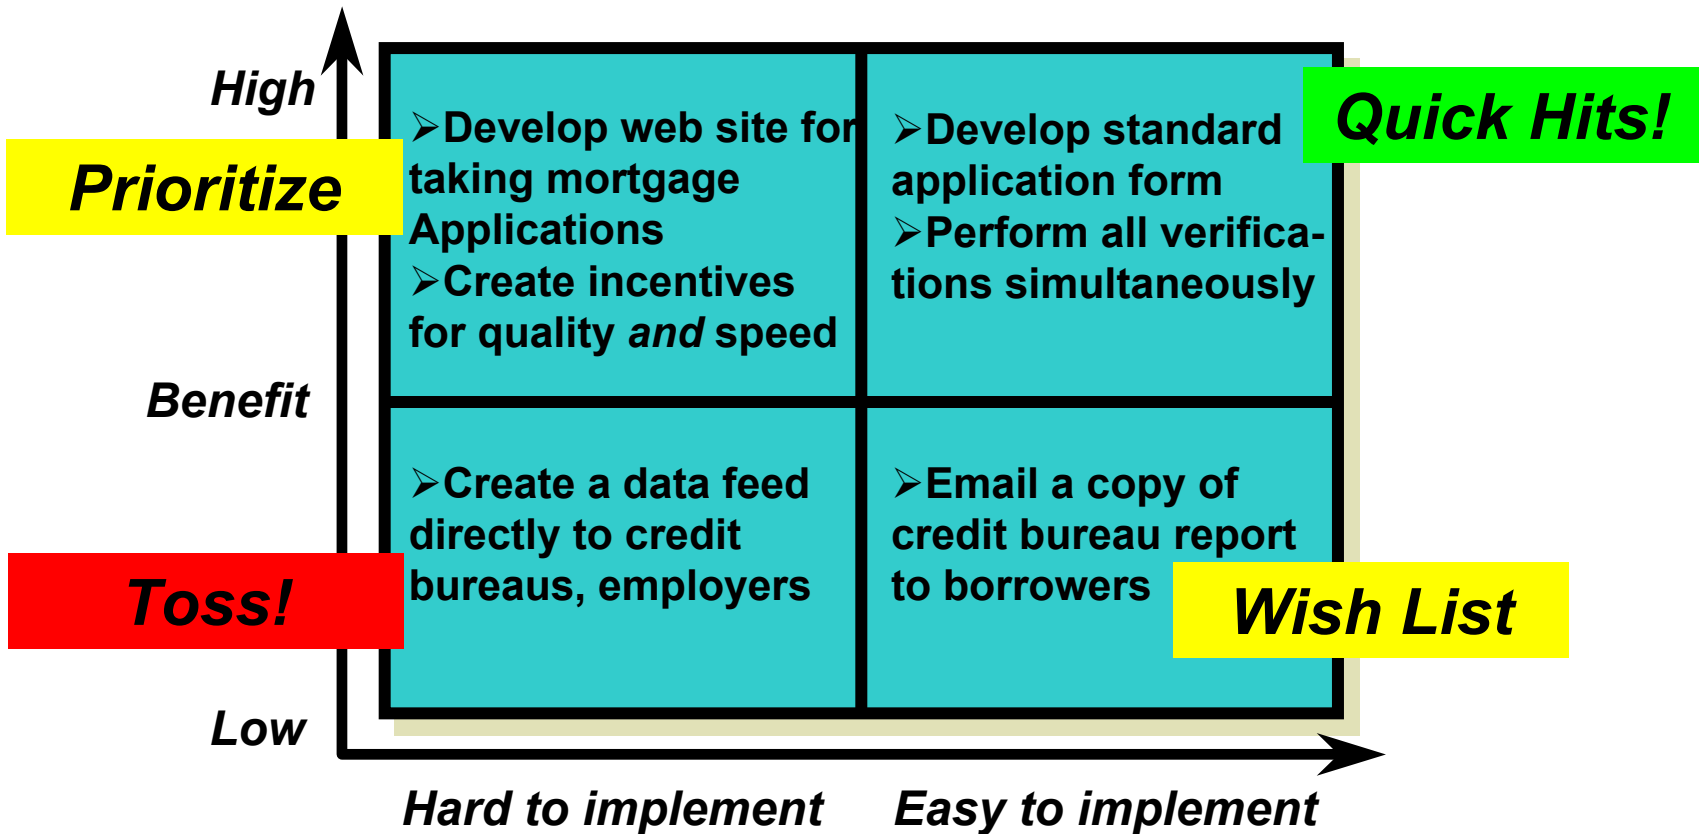 High
Prioritize
➢Develop web site for
taking mortgage
Applications
➢Create incentives
for quality and speed
➢Develop standard
application form
➢Perform all verifica-
tions simultaneously
Quick Hits!
Benefit
➢Create a data feed
directly to credit
bureaus, employers
➢Email a copy of
credit bureau report
to borrowers
Toss!
Wish List
Low
Hard to implement
Easy to implement